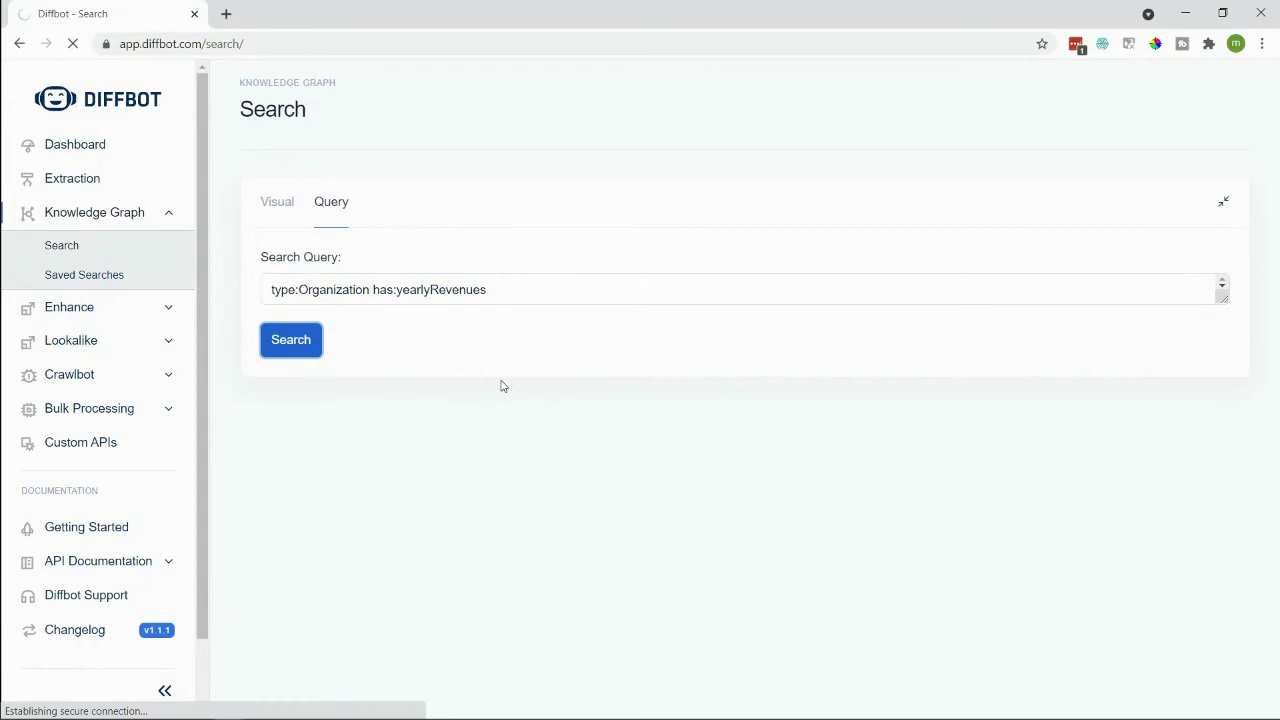 Diffbot - Search
app.diffbot.com/search/
1
m
DIFFBOT
Dashboard
Extraction
Knowledge Graph
Search
Saved Searches
Enhance
Lookalike
Crawlbot
Bulk Processing
Custom APIs
DOCUMENTATION
Getting Started
API Documentation
Diffbot Support
Changelog v1.1.1
KNOWLEDGE GRAPH
Search
Visual Query
Search Query:
type:Organization has:yearlyRevenues
Search
Establishing secure connection...